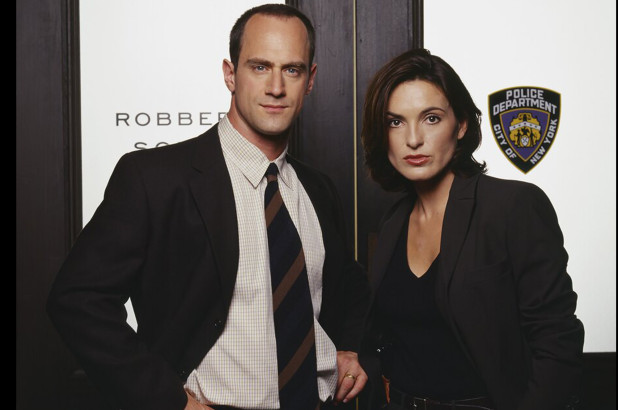 ROBBER
POLICE
DEPARTMENT
CITY OF
NEW YORK